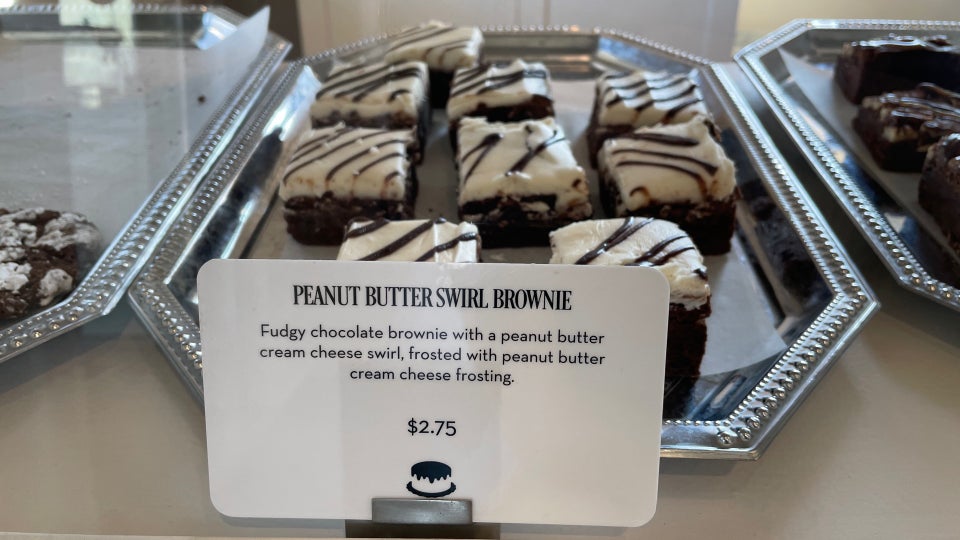 PEANUT BUTTER SWIRL BROWNIE
Fudgy chocolate brownie with a peanut butter
cream cheese swirl, frosted with peanut butter
cream cheese frosting.
$2.75